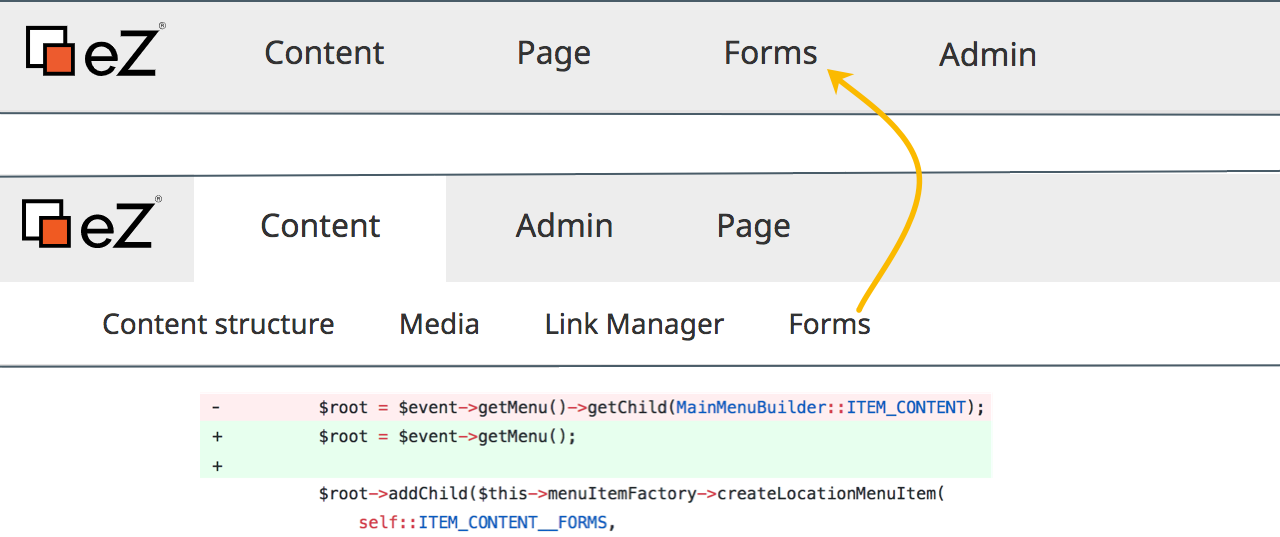 eZ® Content Page Forms Admin
eZ® Content Admin Page
Content structure Media Link Manager Forms
- $root = $event->getMenu()->getChild(MainMenuBuilder::ITEM_CONTENT);
+ $root = $event->getMenu();
+
$root->addChild($this->menuItemFactory->createLocationMenuItem(
self::ITEM_CONTENT__FORMS,